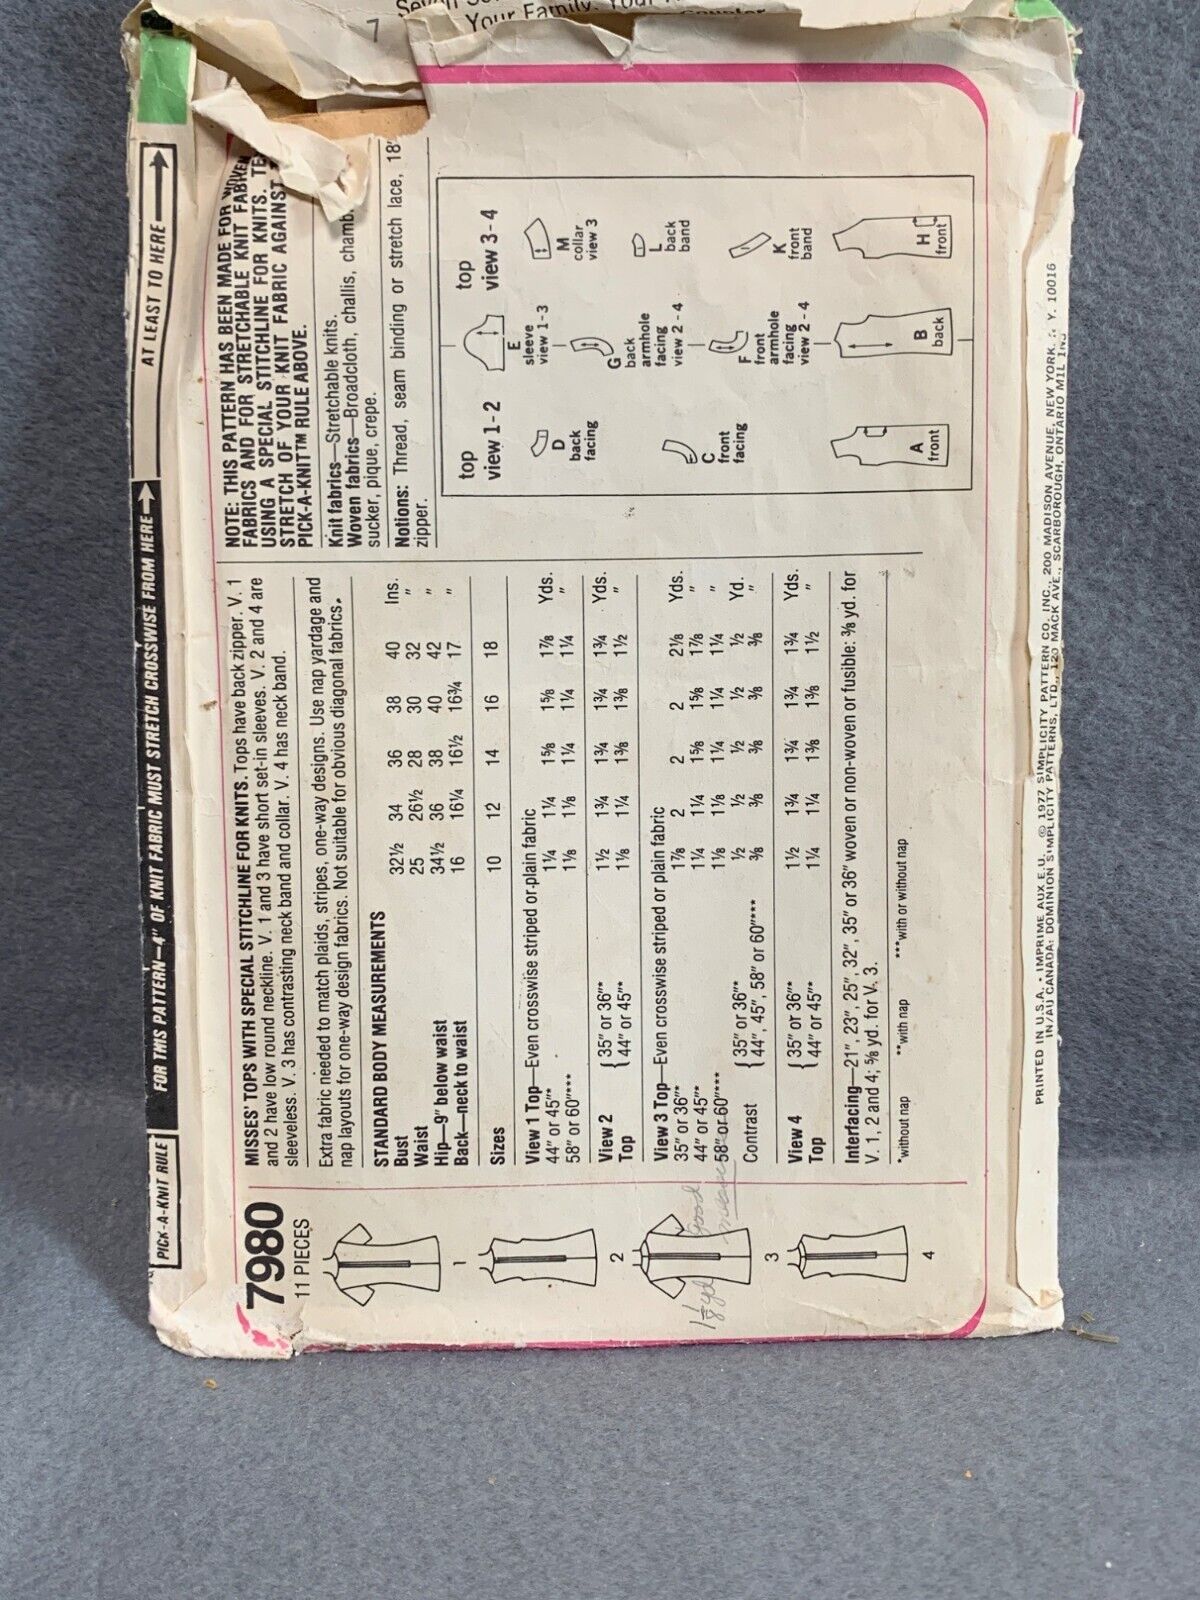 PICK-A-KNIT RULE
FOR THIS PATTERN—4" OF KNIT FABRIC MUST STRETCH CROSSWISE FROM HERE
AT LEAST TO HERE
7
Your Family
7980
11 PIECES
1
2
3
4
1⅛ yd
good
MISSES' TOPS WITH SPECIAL STITCHLINE FOR KNITS. Tops have back zipper. V. 1
and 2 have low round neckline. V. 1 and 3 have short set-in sleeves. V. 2 and 4 are
sleeveless. V. 3 has contrasting neck band and collar. V. 4 has neck band.
Extra fabric needed to match plaids, stripes, one-way designs. Use nap yardage and
nap layouts for one-way design fabrics. Not suitable for obvious diagonal fabrics.
STANDARD BODY MEASUREMENTS
Bust 32½ 34 36 38 40 Ins.
Waist 25 26½ 28 30 32 "
Hip—9" below waist 34½ 36 38 40 42 "
Back—neck to waist 16 16¼ 16½ 16¾ 17 "
Sizes 10 12 14 16 18
View 1 Top—Even crosswise striped or plain fabric
44" or 45"* 1¼ 1¼ 1⅝ 1⅝ 1⅞ Yds.
58" or 60"*** 1⅛ 1⅛ 1¼ 1¼ 1¼ "
View 2 {35" or 36"* 1½ 1¾ 1¾ 1¾ 1¾ Yds.
Top 44" or 45"* 1⅛ 1¼ 1⅜ 1⅜ 1½ "
View 3 Top—Even crosswise striped or plain fabric
35" or 36"* 1⅞ 2 2 2 2⅛ Yds.
44" or 45"* 1¼ 1¼ 1⅝ 1⅝ 1⅞ "
58" or 60"*** 1⅛ 1⅛ 1¼ 1¼ 1¼ "
Contrast {35" or 36"* ½ ½ ½ ½ ½ Yd.
44", 45", 58" or 60"*** ⅜ ⅜ ⅜ ⅜ ⅜ "
View 4 {35" or 36"* 1½ 1¾ 1¾ 1¾ 1¾ Yds.
Top 44" or 45"* 1¼ 1¼ 1⅜ 1⅜ 1½ "
Interfacing—21", 23", 25", 32", 35" or 36" woven or non-woven or fusible: ⅜ yd. for
V. 1, 2 and 4; ⅝ yd. for V. 3.
*without nap **with nap ***with or without nap
NOTE: THIS PATTERN HAS BEEN MADE FOR WOVEN
FABRICS AND FOR STRETCHABLE KNIT FABRICS
USING A SPECIAL STITCHLINE FOR KNITS.
STRETCH OF YOUR KNIT FABRIC AGAINST
PICK-A-KNIT™ RULE ABOVE.
Knit fabrics—Stretchable knits.
Woven fabrics—Broadcloth, challis,
sucker, pique, crepe.
Notions: Thread, seam binding or stretch lace, 18"
zipper.
top
view 1-2
top
view 3-4
D
back
facing
E
sleeve
view 1-3
M
collar
view 3
C
front
facing
G
back
armhole
facing
view 2-4
L
back
band
F
front
armhole
facing
view 2-4
K
front
band
A
front
B
back
H
front
PRINTED IN U.S.A. • IMPRIME AUX E.U. © 1977 SIMPLICITY PATTERN CO. INC., 200 MADISON AVENUE, NEW YORK, N. Y. 10016
IN/AU CANADA: DOMINION SIMPLICITY PATTERNS, LTD., 120 MACK AVE., SCARBOROUGH, ONTARIO